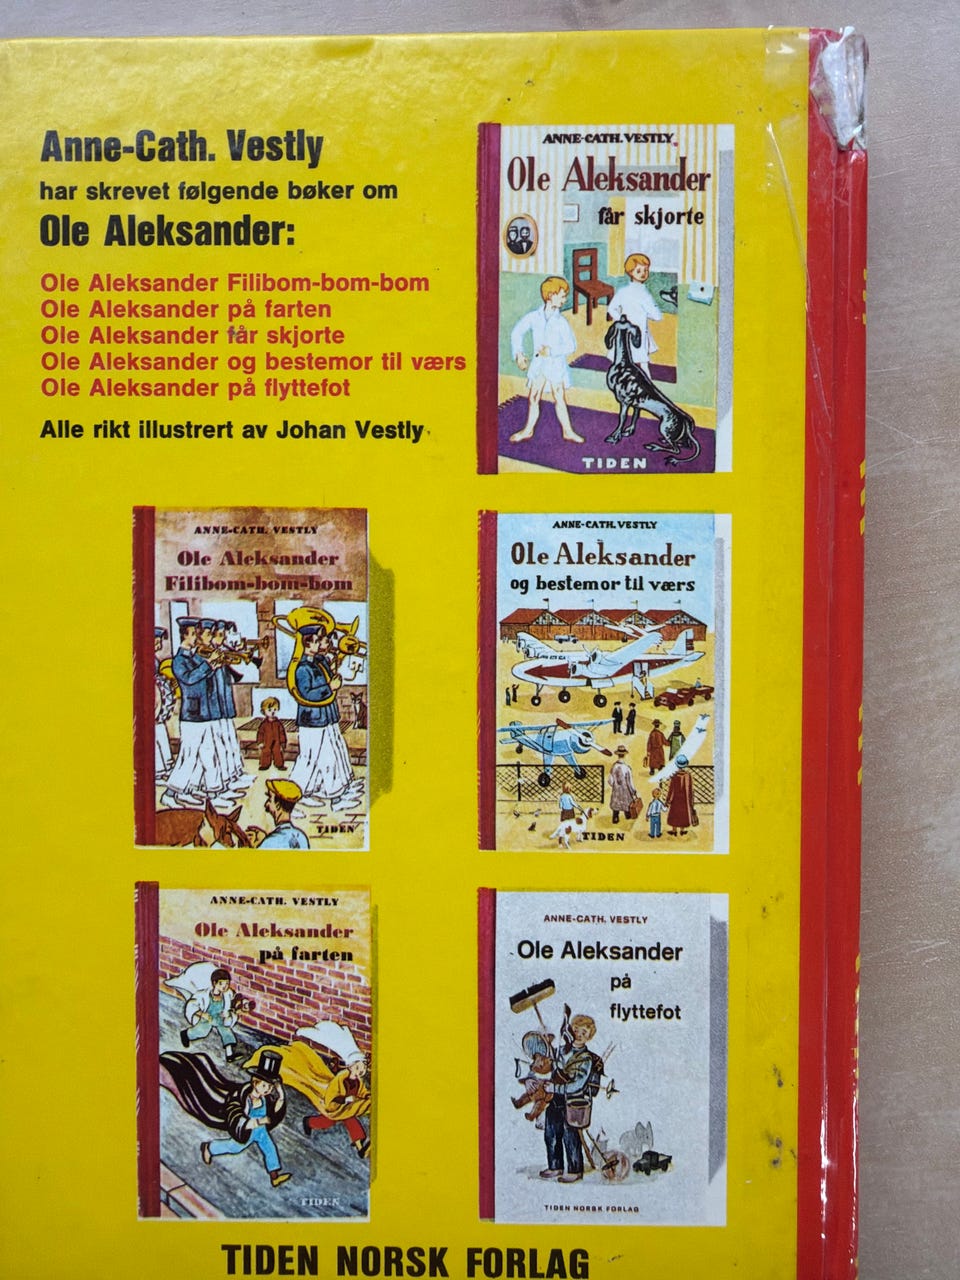 Anne-Cath. Vestly
har skrevet følgende bøker om
Ole Aleksander:
Ole Aleksander Filibom-bom-bom
Ole Aleksander på farten
Ole Aleksander får skjorte
Ole Aleksander og bestemor til værs
Ole Aleksander på flyttefot
Alle rikt illustrert av Johan Vestly
ANNE-CATH. VESTLY
Ole Aleksander
får skjorte
TIDEN
ANNE-CATH. VESTLY
Ole Aleksander
Filibom-bom-bom
TIDEN
ANNE-CATH. VESTLY
Ole Aleksander
og bestemor til værs
TIDEN
ANNE-CATH. VESTLY
Ole Aleksander
på farten
TIDEN
ANNE-CATH. VESTLY
Ole Aleksander
på
flyttefot
TIDEN NORSK FORLAG
TIDEN NORSK FORLAG